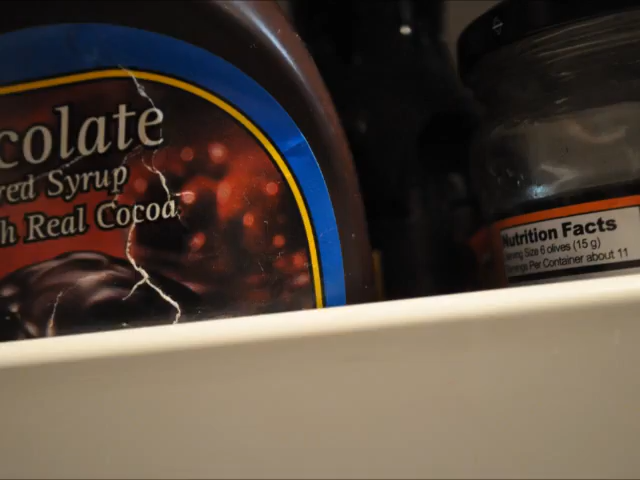 colate
red Syrup
h Real Cocoa
Nutrition Facts
Serving Size 6 olives (15 g)
Servings Per Container about 11